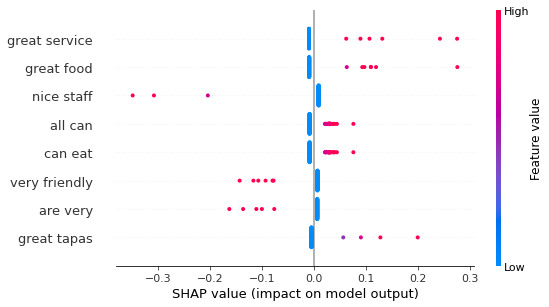 High
great service
great food
nice staff
all can
can eat
very friendly
are very
great tapas
Low
Feature value
−0.3 −0.2 −0.1 0.0 0.1 0.2 0.3
SHAP value (impact on model output)